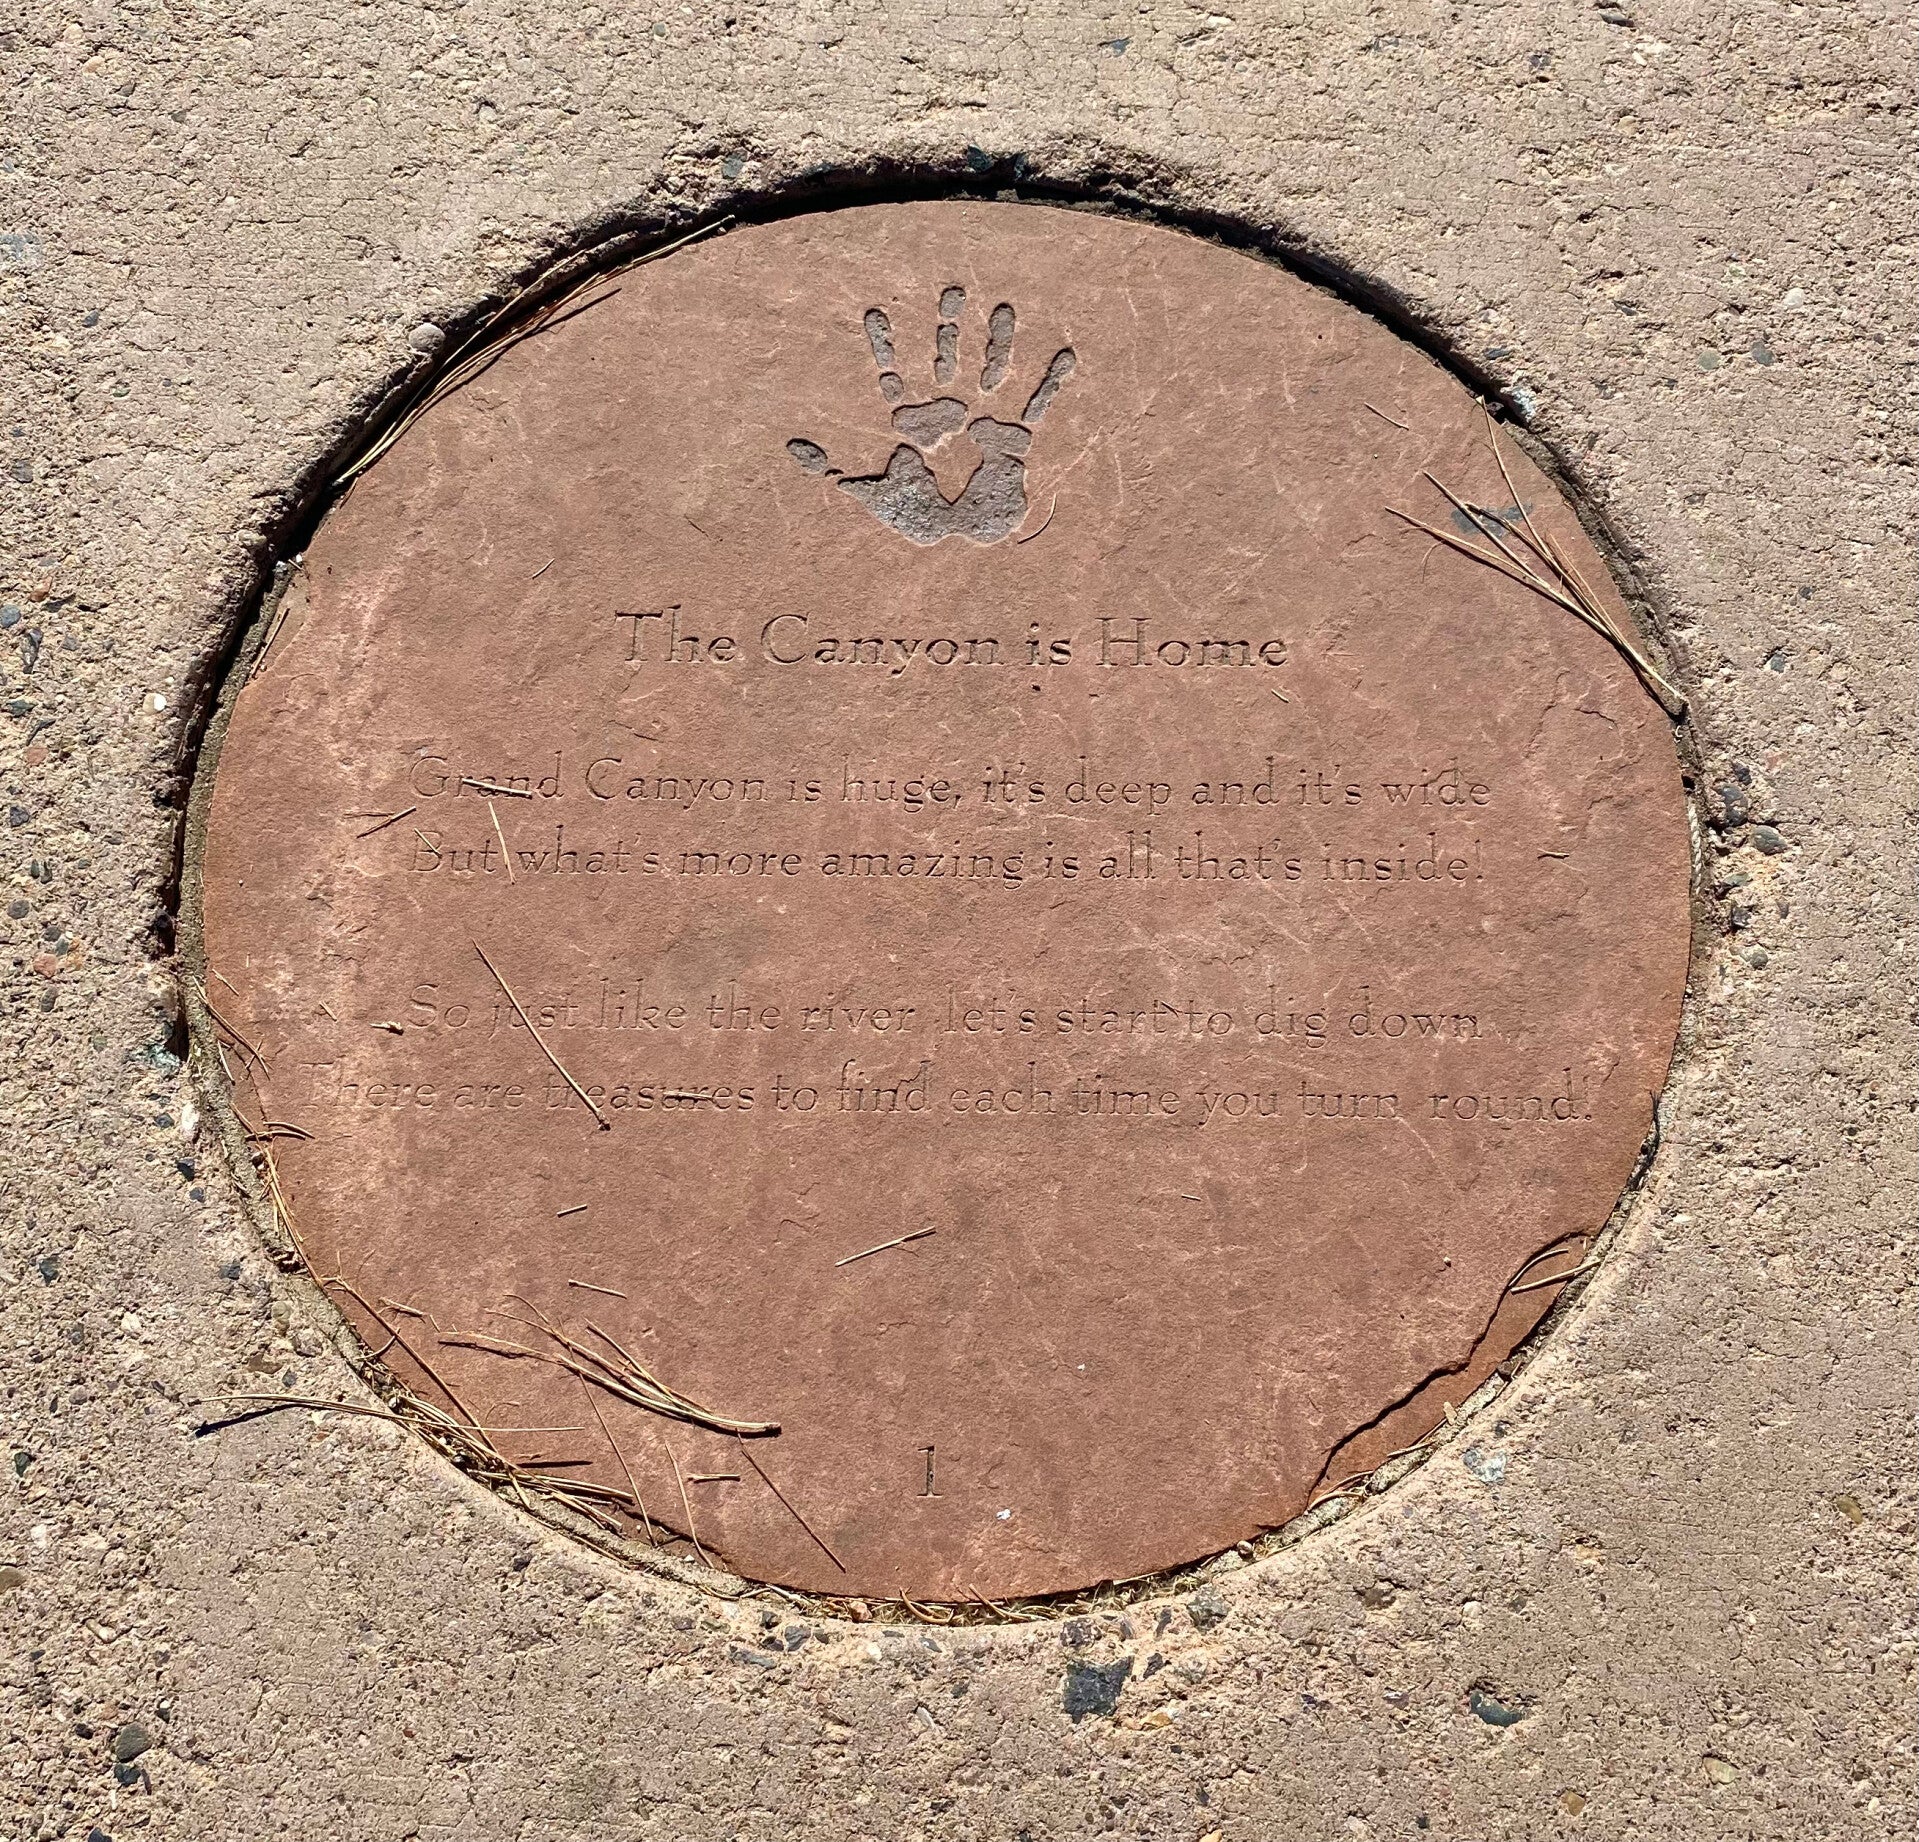 The Canyon is Home
Grand Canyon is huge, it's deep and it's wide
But what's more amazing is all that's inside!
So just like the river let's start to dig down
There are treasures to find each time you turn round!
1